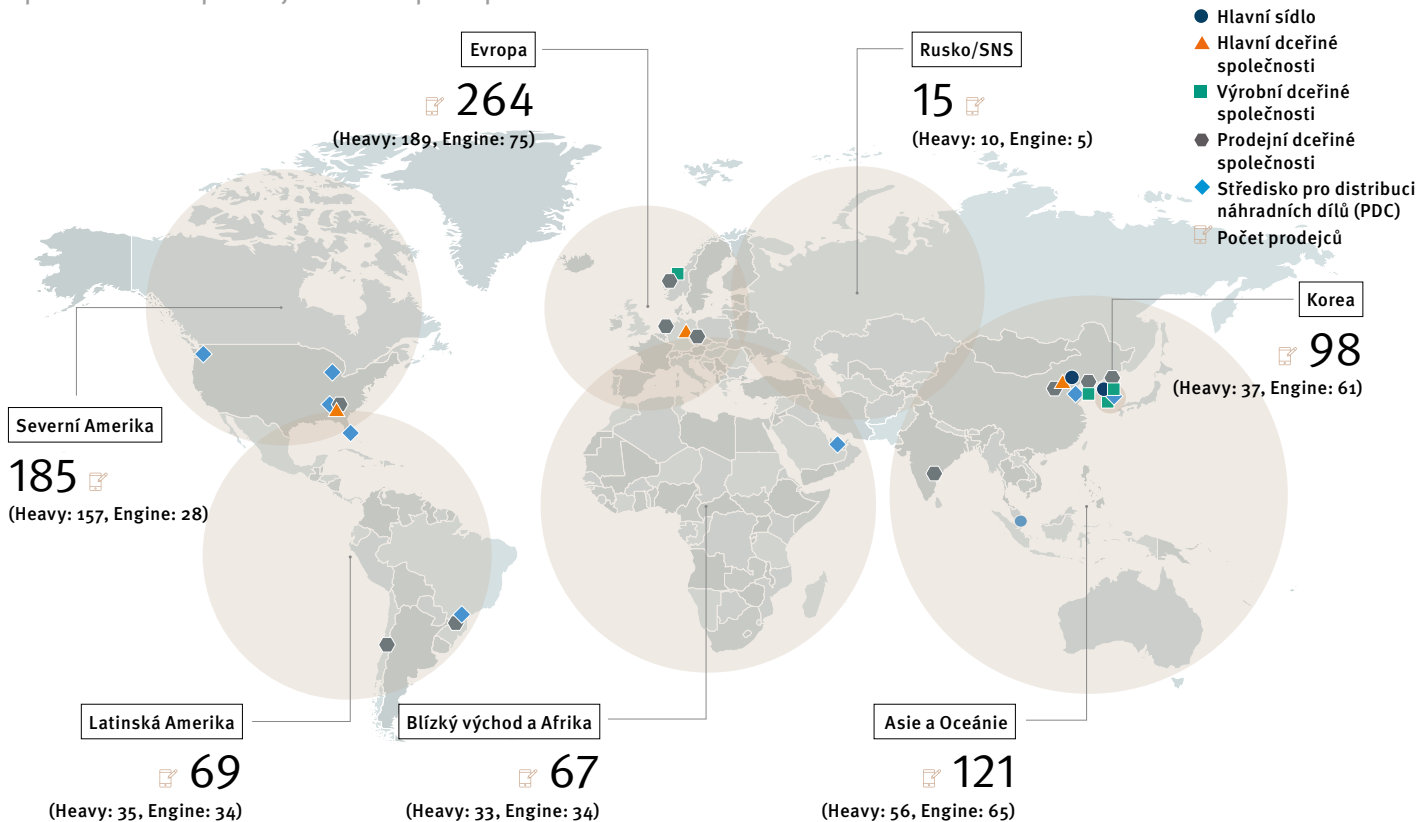 Hlavní sídlo
Hlavní dceřiné
společnosti
Výrobní dceřiné
společnosti
Prodejní dceřiné
společnosti
Středisko pro distribuci
náhradních dílů (PDC)
Počet prodejců
Evropa
264
(Heavy: 189, Engine: 75)
Rusko/SNS
15
(Heavy: 10, Engine: 5)
Korea
98
(Heavy: 37, Engine: 61)
Severní Amerika
185
(Heavy: 157, Engine: 28)
Latinská Amerika
69
(Heavy: 35, Engine: 34)
Blízký východ a Afrika
67
(Heavy: 33, Engine: 34)
Asie a Oceánie
121
(Heavy: 56, Engine: 65)